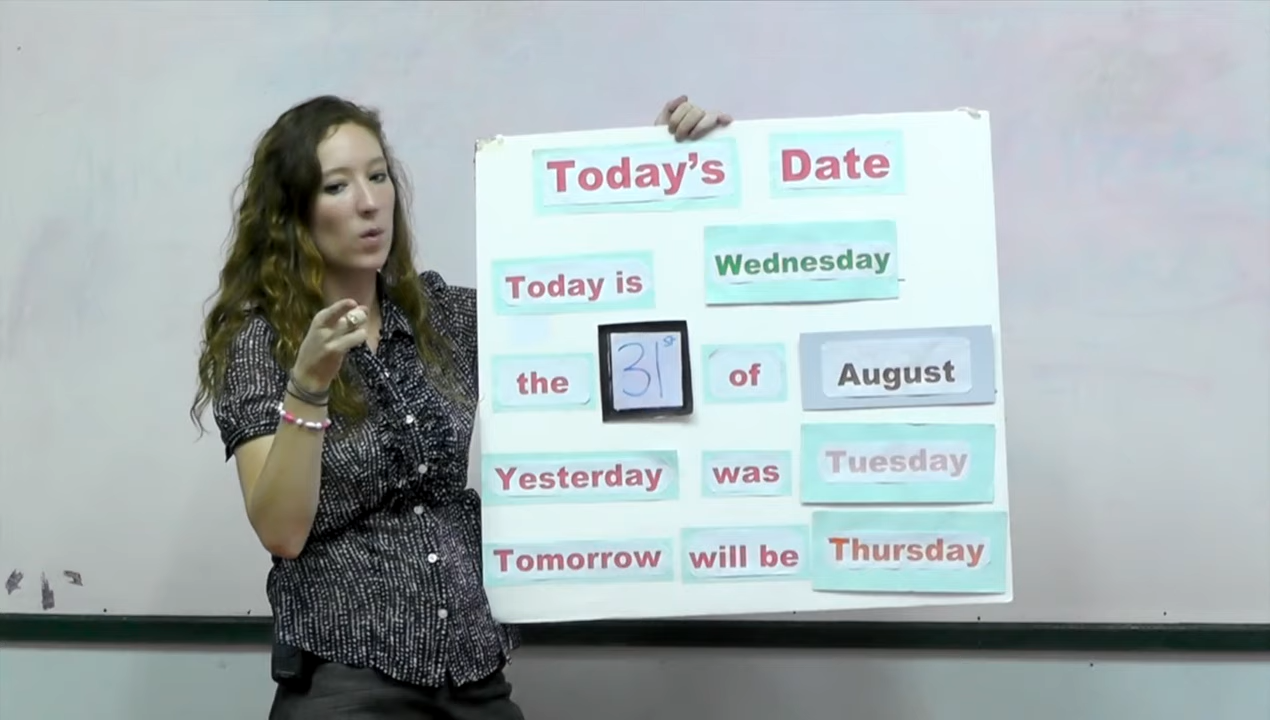 Today's Date
Today is Wednesday
the 31st of August
Yesterday was Tuesday
Tomorrow will be Thursday